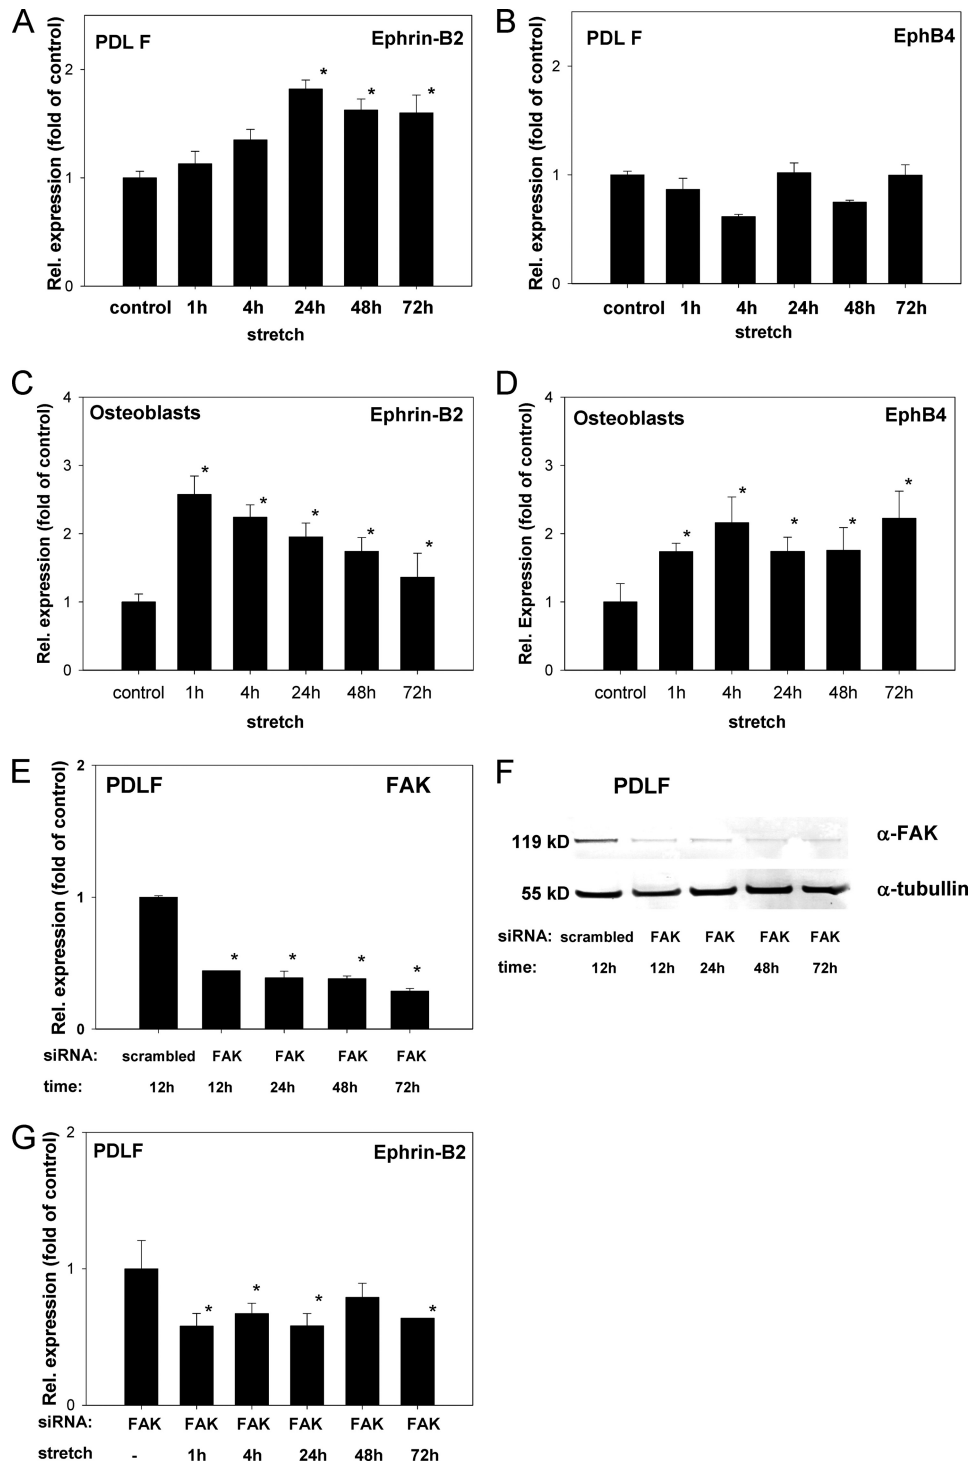 A
Rel. expression (fold of control)
PDL F
Ephrin-B2
2
1
0
* * *
control 1h 4h 24h 48h 72h
stretch
B
Rel. expression (fold of control)
PDL F
EphB4
2
1
0
control 1h 4h 24h 48h 72h
stretch
C
Rel. expression (fold of control)
Osteoblasts
Ephrin-B2
4
3
2
1
0
* * * * *
control 1h 4h 24h 48h 72h
stretch
D
Rel. Expression (fold of control)
Osteoblasts
EphB4
4
3
2
1
0
* * * * *
control 1h 4h 24h 48h 72h
stretch
E
Rel. expression (fold of control)
PDLF
FAK
2
1
0
* * * *
siRNA: scrambled FAK FAK FAK FAK
time: 12h 12h 24h 48h 72h
F
PDLF
119 kD
α-FAK
55 kD
α-tubullin
siRNA: scrambled FAK FAK FAK FAK
time: 12h 12h 24h 48h 72h
G
Rel. expression (fold of control)
PDLF
Ephrin-B2
2
1
0
* * * *
siRNA: FAK FAK FAK FAK FAK FAK
stretch - 1h 4h 24h 48h 72h